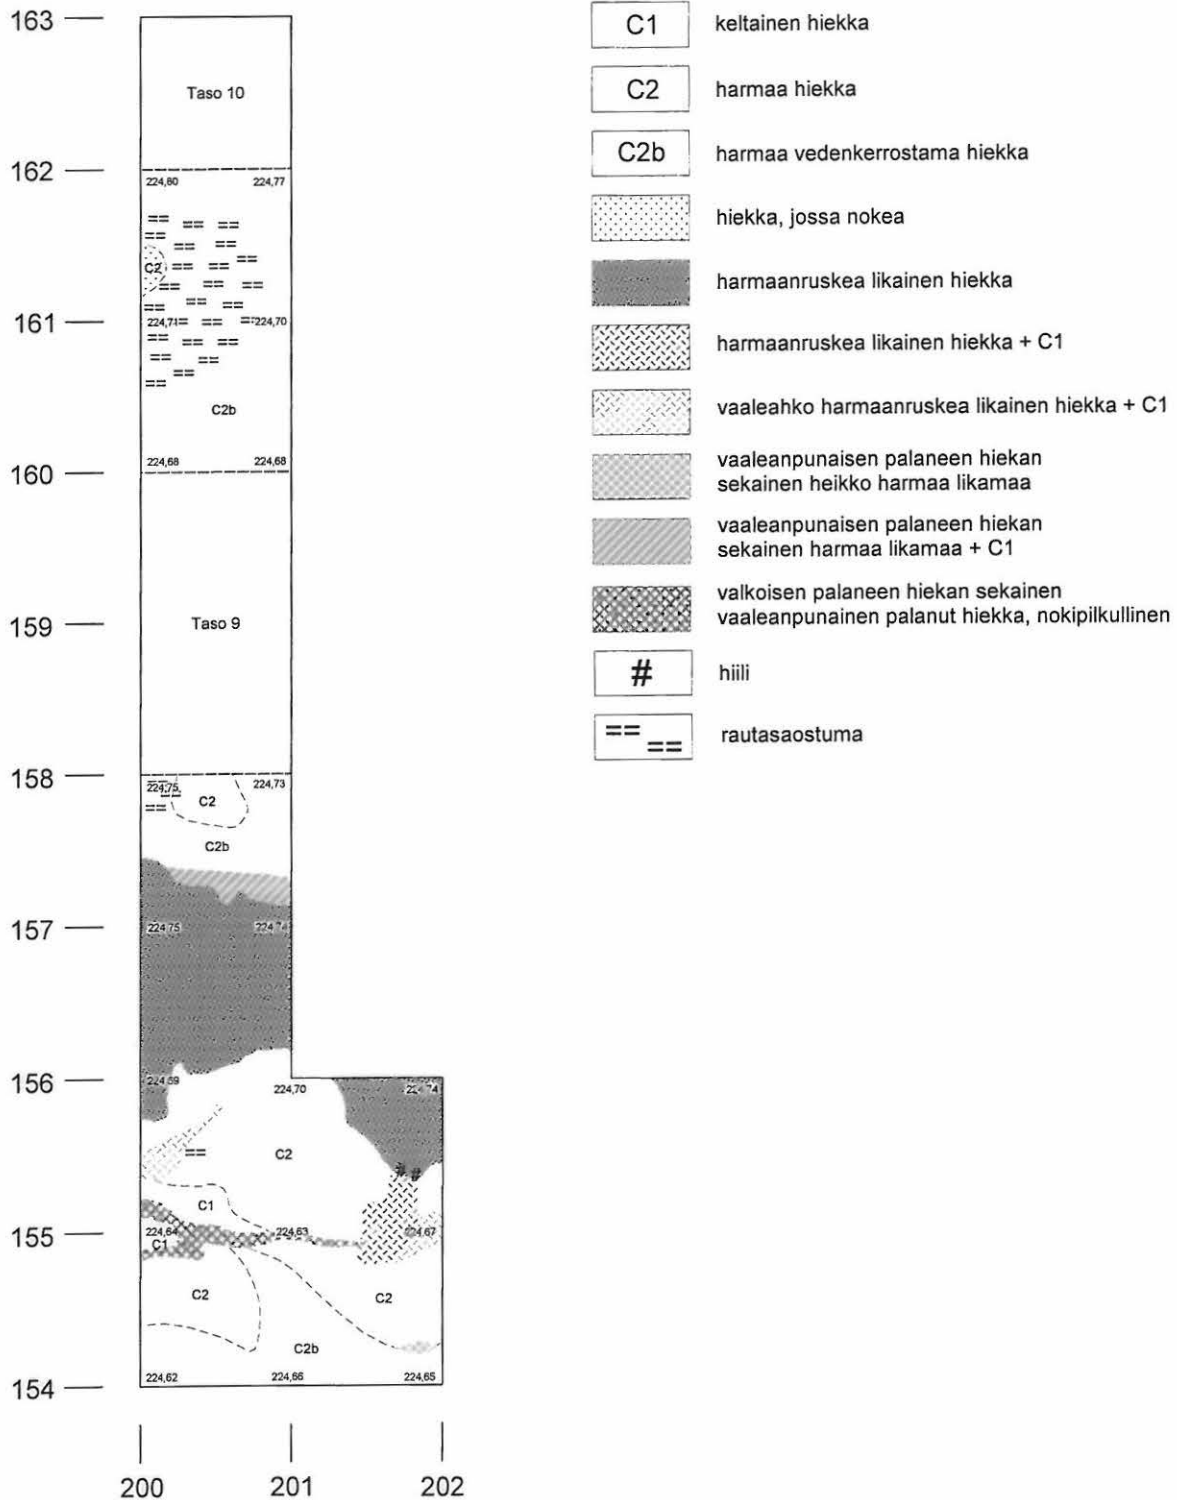 163
Taso 10
162
224,80 224,77
== == ==
== == ==
C2 == == ==
== == ==
== == ==
161
224,71 == == == 224,70
== == ==
== ==
== ==
C2b
160
224,68 224,68
159
Taso 9
158
224,75 224,73
==
==
C2
C2b
157
224,75 224,74
156
224,69 224,70 224,74
==
C2
# #
C1
155
224,64 224,63 224,67
C1
C2 C2
C2b
154
224,62 224,66 224,65
200 201 202
C1 keltainen hiekka
C2 harmaa hiekka
C2b harmaa vedenkerrostama hiekka
hiekka, jossa nokea
harmaanruskea likainen hiekka
harmaanruskea likainen hiekka + C1
vaaleahko harmaanruskea likainen hiekka + C1
vaaleanpunaisen palaneen hiekan
sekainen heikko harmaa likamaa
vaaleanpunaisen palaneen hiekan
sekainen harmaa likamaa + C1
valkoisen palaneen hiekan sekainen
vaaleanpunainen palanut hiekka, nokipilkullinen
# hiili
== == rautasaostuma